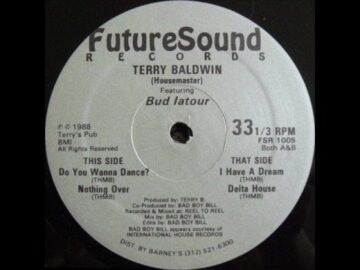 FutureSound
RECORDS
TERRY BALDWIN
(Housemaster)
Featuring
Bud latour
℗ © 1988
Terry's Pub
BMI
All Rights Reserved
33 1/3 RPM
FSR 1005
Both A&B
THIS SIDE
Do You Wanna Dance?
(THMB)
Nothing Over
(THMB)
THAT SIDE
I Have A Dream
(THMB)
Delta House
(THMB)
Produced by: TERRY B.
Co-Produced by: BAD BOY BILL
Recorded & Mixed at: REEL TO REEL
Mix by: BAD BOY BILL
Edits by: BAD BOY BILL
BAD BOY BILL appears courtesy of
INTERNATIONAL HOUSE RECORDS
DIST. BY BARNEY'S (312) 521-6300